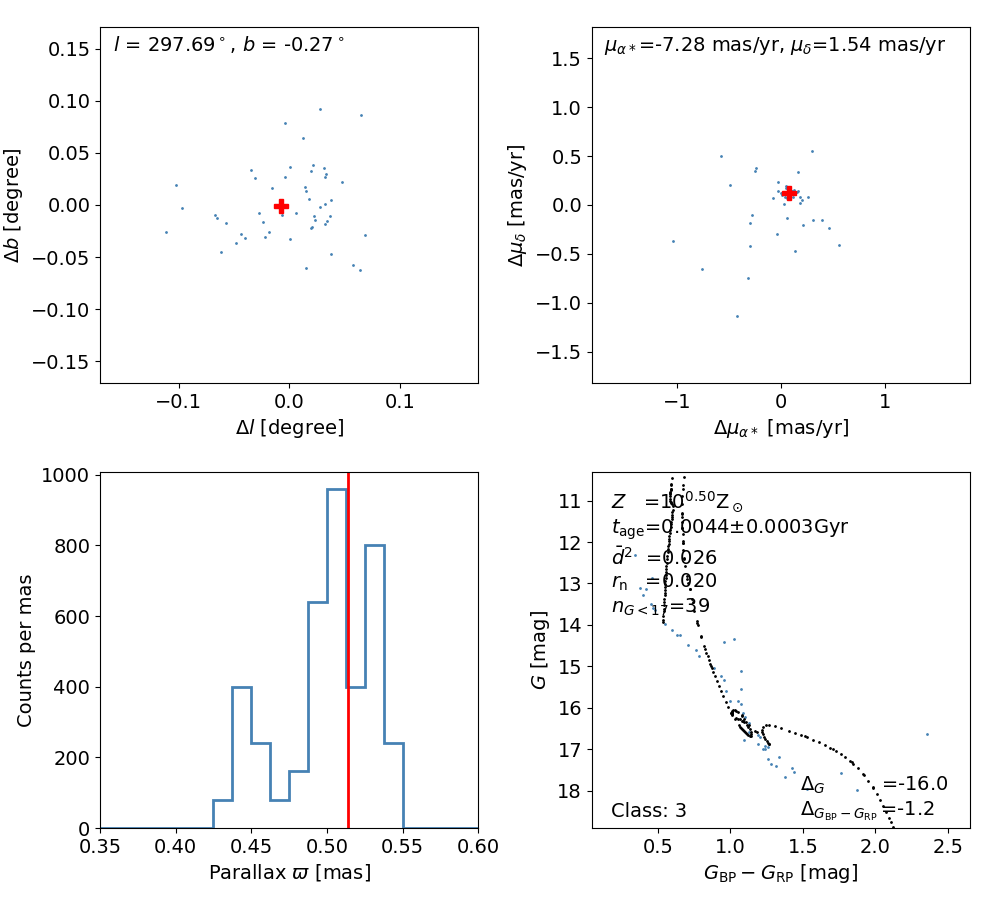 l = 297.69°, b = -0.27°
0.15
0.10
0.05
0.00
−0.05
−0.10
−0.15
Δb [degree]
−0.1 0.0 0.1
Δl [degree]
μα*=-7.28 mas/yr, μδ=1.54 mas/yr
1.5
1.0
0.5
0.0
−0.5
−1.0
−1.5
Δμδ [mas/yr]
−1 0 1
Δμα* [mas/yr]
1000
800
600
400
200
0
Counts per mas
0.35 0.40 0.45 0.50 0.55 0.60
Parallax ϖ [mas]
Z =10^0.50 Z⊙
t_age=0.0044±0.0003Gyr
d̄² =0.026
r_n =0.020
n_G<17=39
11
12
13
14
15
16
17
18
G [mag]
Δ_G =-16.0
Δ_G_BP−G_RP =-1.2
Class: 3
0.5 1.0 1.5 2.0 2.5
G_BP − G_RP [mag]